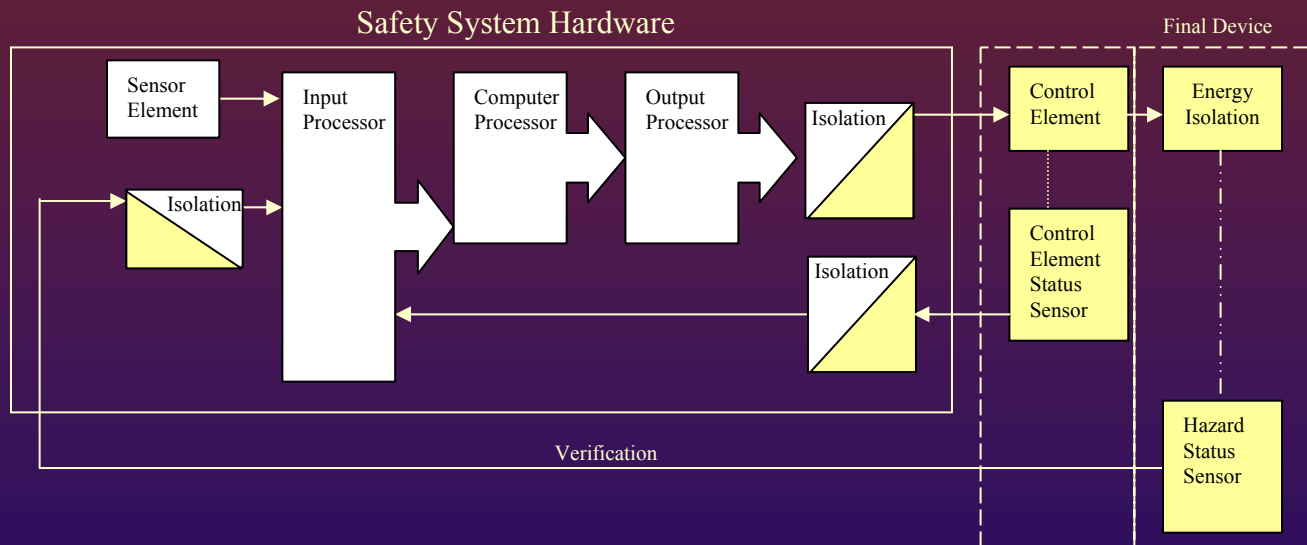 Safety System Hardware
Final Device
Sensor
Element
Input
Processor
Computer
Processor
Output
Processor
Isolation
Control
Element
Energy
Isolation
Isolation
Isolation
Control
Element
Status
Sensor
Hazard
Status
Sensor
Verification